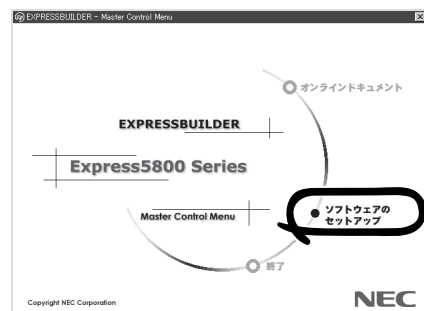 EXPRESSBUILDER - Master Control Menu
オンラインドキュメント
EXPRESSBUILDER
Express5800 Series
ソフトウェアの
セットアップ
Master Control Menu
終了
Copyright NEC Corporation
NEC